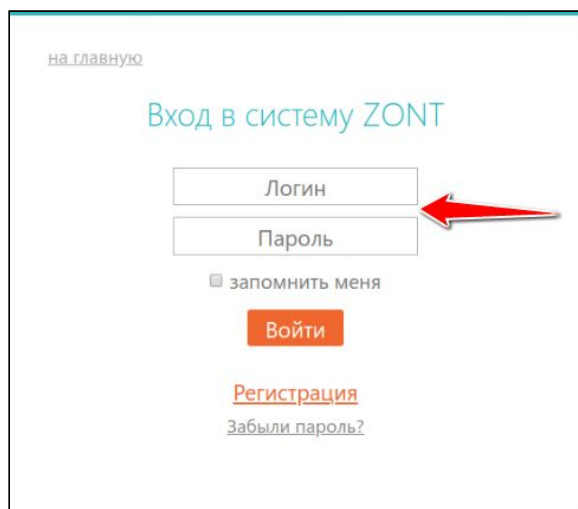 на главную
Вход в систему ZONT
Логин
Пароль
запомнить меня
Войти
Регистрация
Забыли пароль?